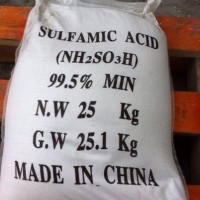 SULFAMIC ACID
(NH2SO3H)
99.5% MIN
N.W 25 Kg
G.W 25.1 Kg
MADE IN CHINA